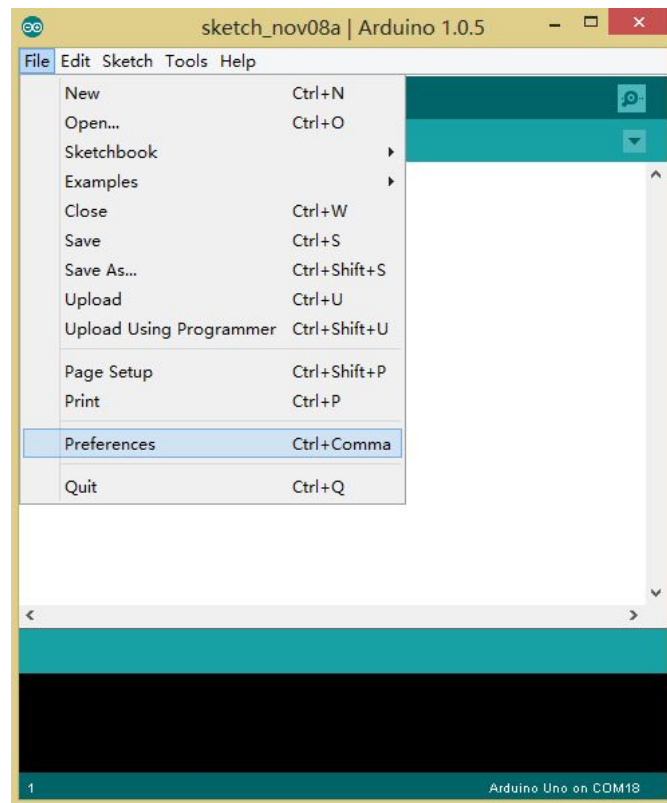 sketch_nov08a | Arduino 1.0.5
File Edit Sketch Tools Help
New Ctrl+N
Open... Ctrl+O
Sketchbook
Examples
Close Ctrl+W
Save Ctrl+S
Save As... Ctrl+Shift+S
Upload Ctrl+U
Upload Using Programmer Ctrl+Shift+U
Page Setup Ctrl+Shift+P
Print Ctrl+P
Preferences Ctrl+Comma
Quit Ctrl+Q
1 Arduino Uno on COM18